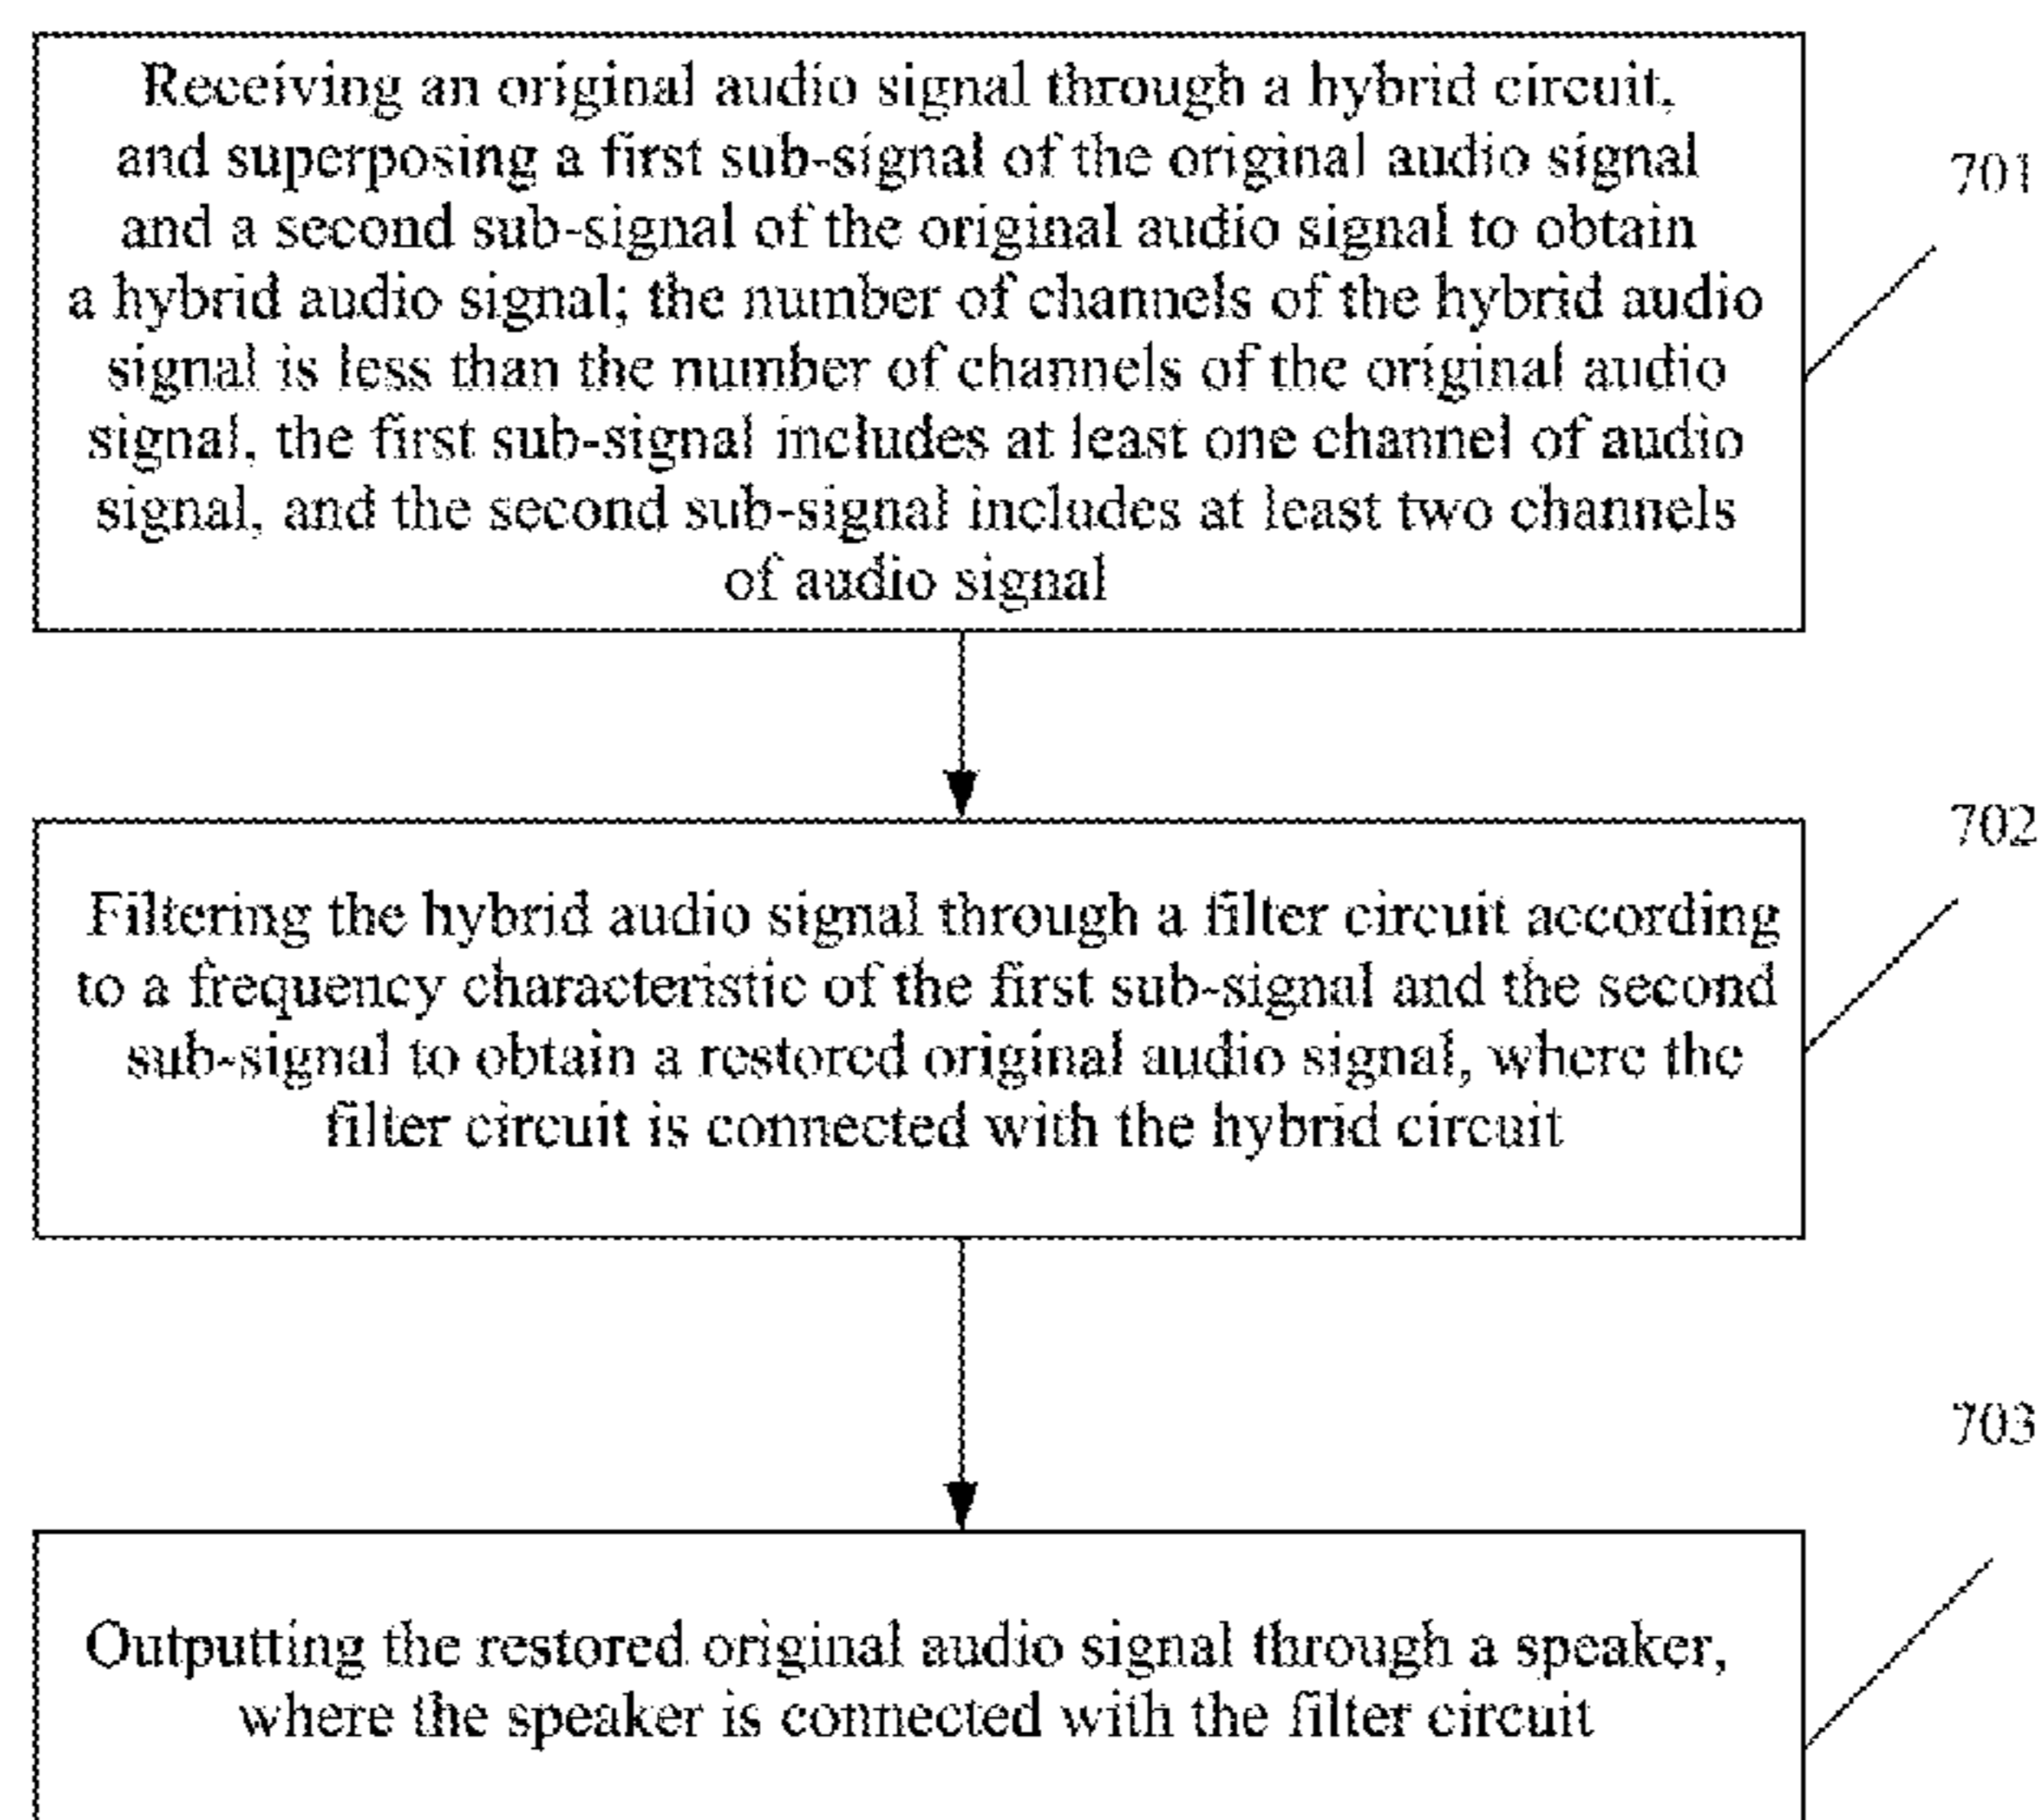 Receiving an original audio signal through a hybrid circuit,
and superposing a first sub-signal of the original audio signal
and a second sub-signal of the original audio signal to obtain
a hybrid audio signal; the number of channels of the hybrid audio
signal is less than the number of channels of the original audio
signal, the first sub-signal includes at least one channel of audio
signal, and the second sub-signal includes at least two channels
of audio signal
701
Filtering the hybrid audio signal through a filter circuit according
to a frequency characteristic of the first sub-signal and the second
sub-signal to obtain a restored original audio signal, where the
filter circuit is connected with the hybrid circuit
702
Outputting the restored original audio signal through a speaker,
where the speaker is connected with the filter circuit
703